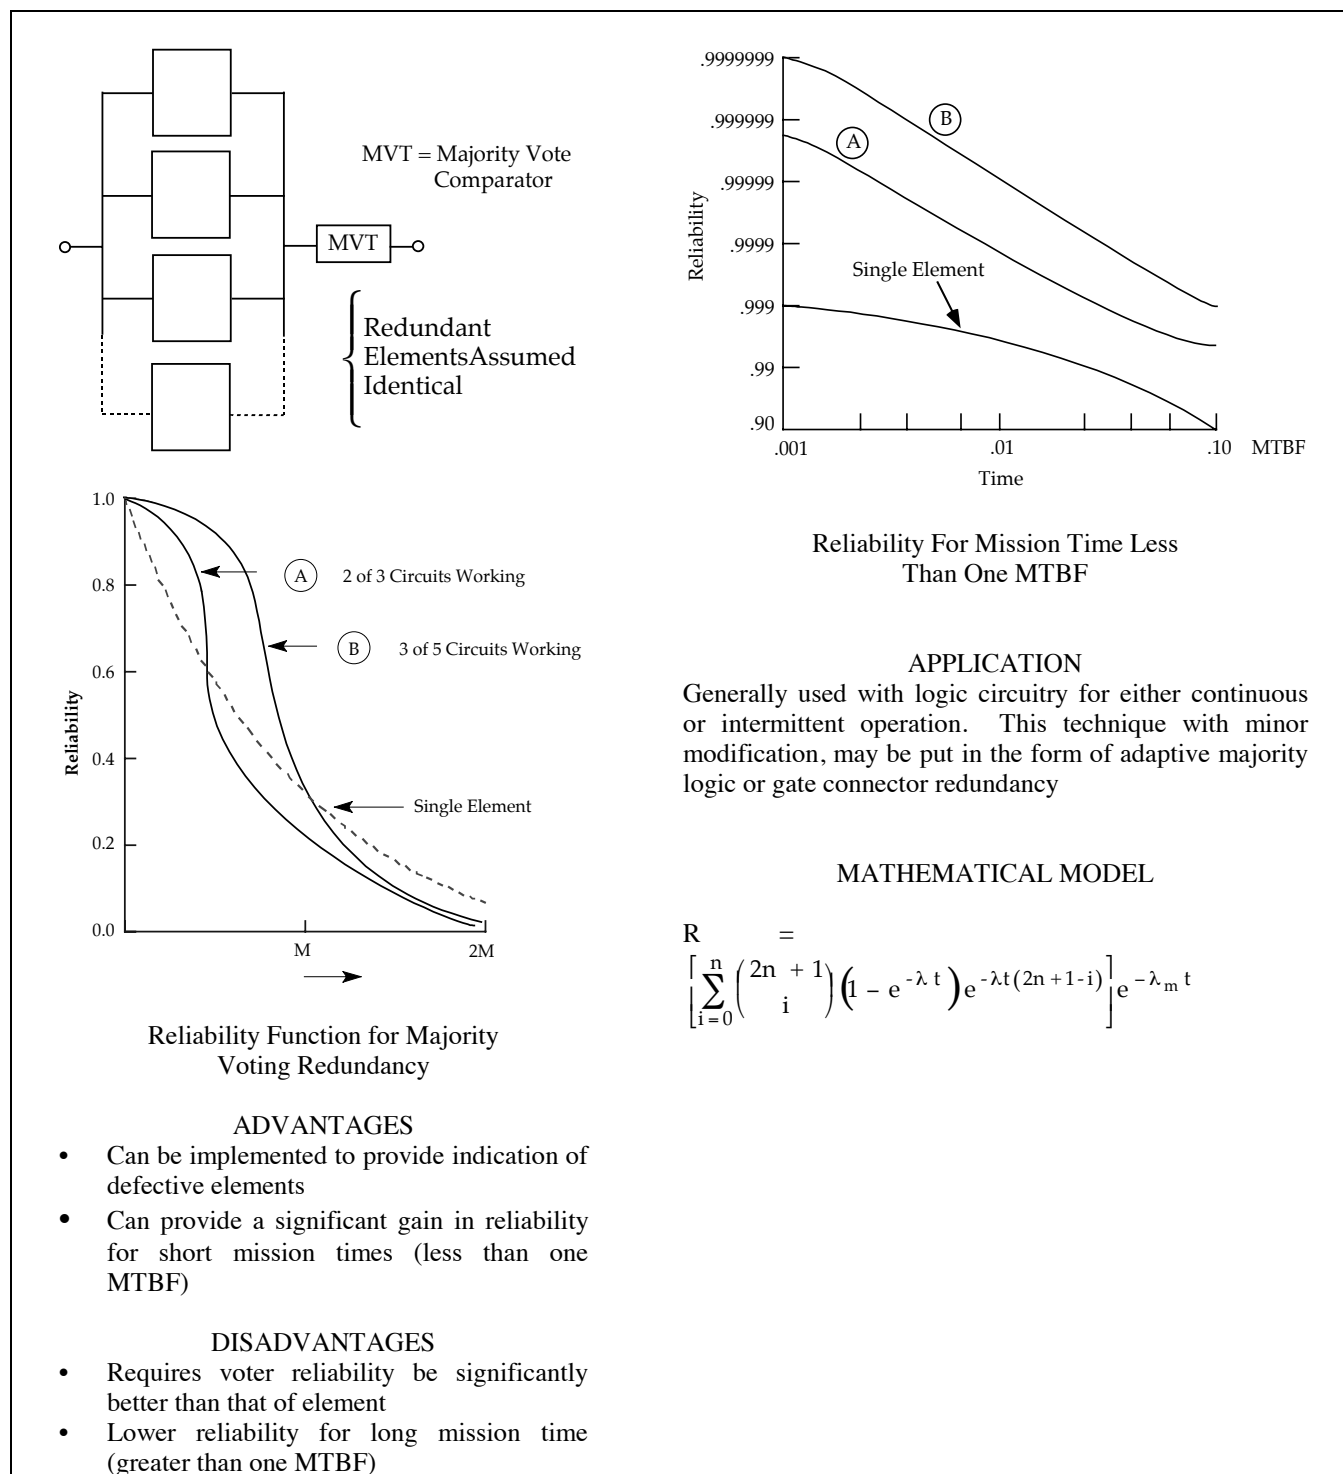 MVT = Majority Vote
Comparator
MVT
Redundant
ElementsAssumed
Identical
1.0
0.8
0.6
0.4
0.2
0.0
Reliability
A
2 of 3 Circuits Working
B
3 of 5 Circuits Working
Single Element
M
2M
Reliability Function for Majority
Voting Redundancy
ADVANTAGES
• Can be implemented to provide indication of
defective elements
• Can provide a significant gain in reliability
for short mission times (less than one
MTBF)
DISADVANTAGES
• Requires voter reliability be significantly
better than that of element
• Lower reliability for long mission time
(greater than one MTBF)
.9999999
.999999
.99999
.9999
.999
.99
.90
Reliability
A
B
Single Element
.001
.01
.10
MTBF
Time
Reliability For Mission Time Less
Than One MTBF
APPLICATION
Generally used with logic circuitry for either continuous
or intermittent operation. This technique with minor
modification, may be put in the form of adaptive majority
logic or gate connector redundancy
MATHEMATICAL MODEL
R =
[∑_{i=0}^{n} (2n + 1 over i) (1 – e^{-λt}) e^{-λt(2n+1-i)}] e^{–λ_m t}